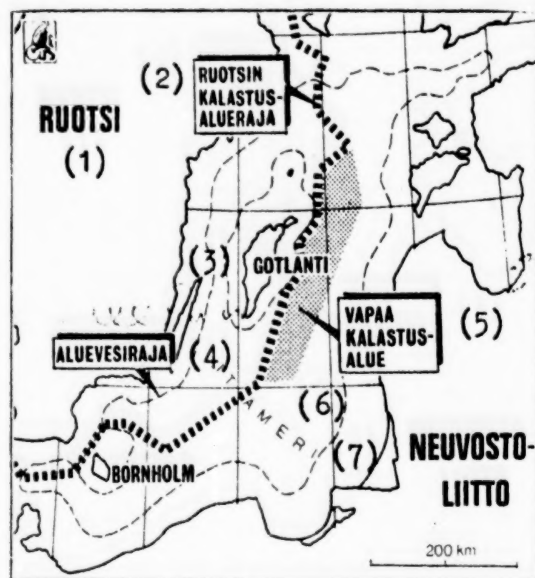 (2)
RUOTSIN
KALASTUS-
ALUERAJA
RUOTSI
(1)
(3)
GOTLANTI
VAPAA
KALASTUS-
ALUE
(5)
ALUEVESIRAJA
(4)
(6)
(7)
BORNHOLM
NEUVOSTO-
LIITTO
200 km